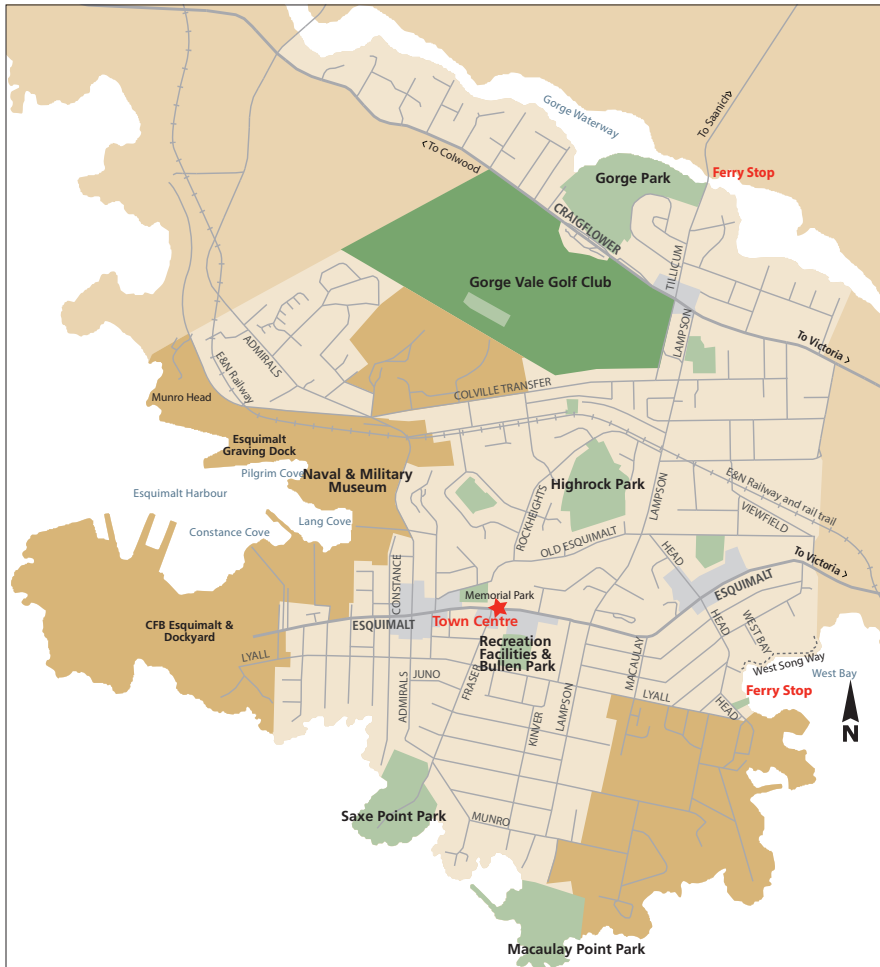 Gorge Waterway
To Saanich>
<To Colwood
Ferry Stop
Gorge Park
CRAIGFLOWER
TILLICUM
Gorge Vale Golf Club
LAMPSON
To Victoria >
ADMIRALS
E&N Railway
COLVILLE TRANSFER
Munro Head
Esquimalt
Graving Dock
Pilgrim Cove
Naval & Military
Museum
Highrock Park
E&N Railway and rail trail
Esquimalt Harbour
Lang Cove
Constance Cove
ROCKHEIGHTS
LAMPSON
VIEWFIELD
OLD ESQUIMALT
HEAD
To Victoria >
CONSTANCE
Memorial Park
ESQUIMALT
CFB Esquimalt &
Dockyard
ESQUIMALT
Town Centre
Recreation
Facilities &
Bullen Park
HEAD
WEST BAY
MACAULAY
LYALL
West Song Way
West Bay
JUNO
FRASER
ADMIRALS
LAMPSON
KINVER
LYALL
Ferry Stop
HEAD
N
Saxe Point Park
MUNRO
Macaulay Point Park